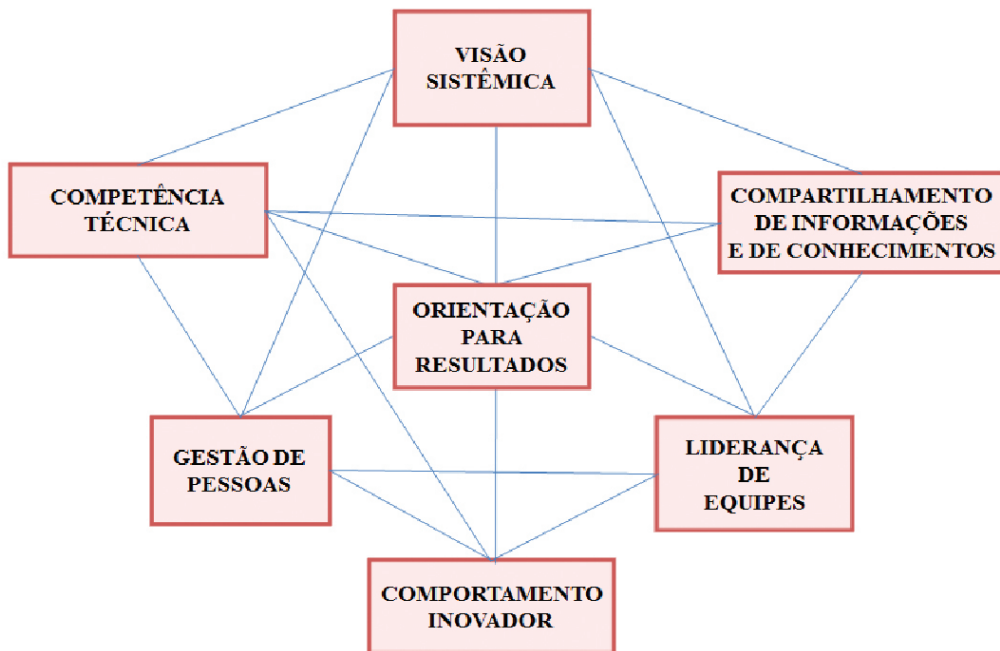 VISÃO
SISTÊMICA
COMPETÊNCIA
TÉCNICA
COMPARTILHAMENTO
DE INFORMAÇÕES
E DE CONHECIMENTOS
ORIENTAÇÃO
PARA
RESULTADOS
GESTÃO DE
PESSOAS
LIDERANÇA
DE
EQUIPES
COMPORTAMENTO
INOVADOR